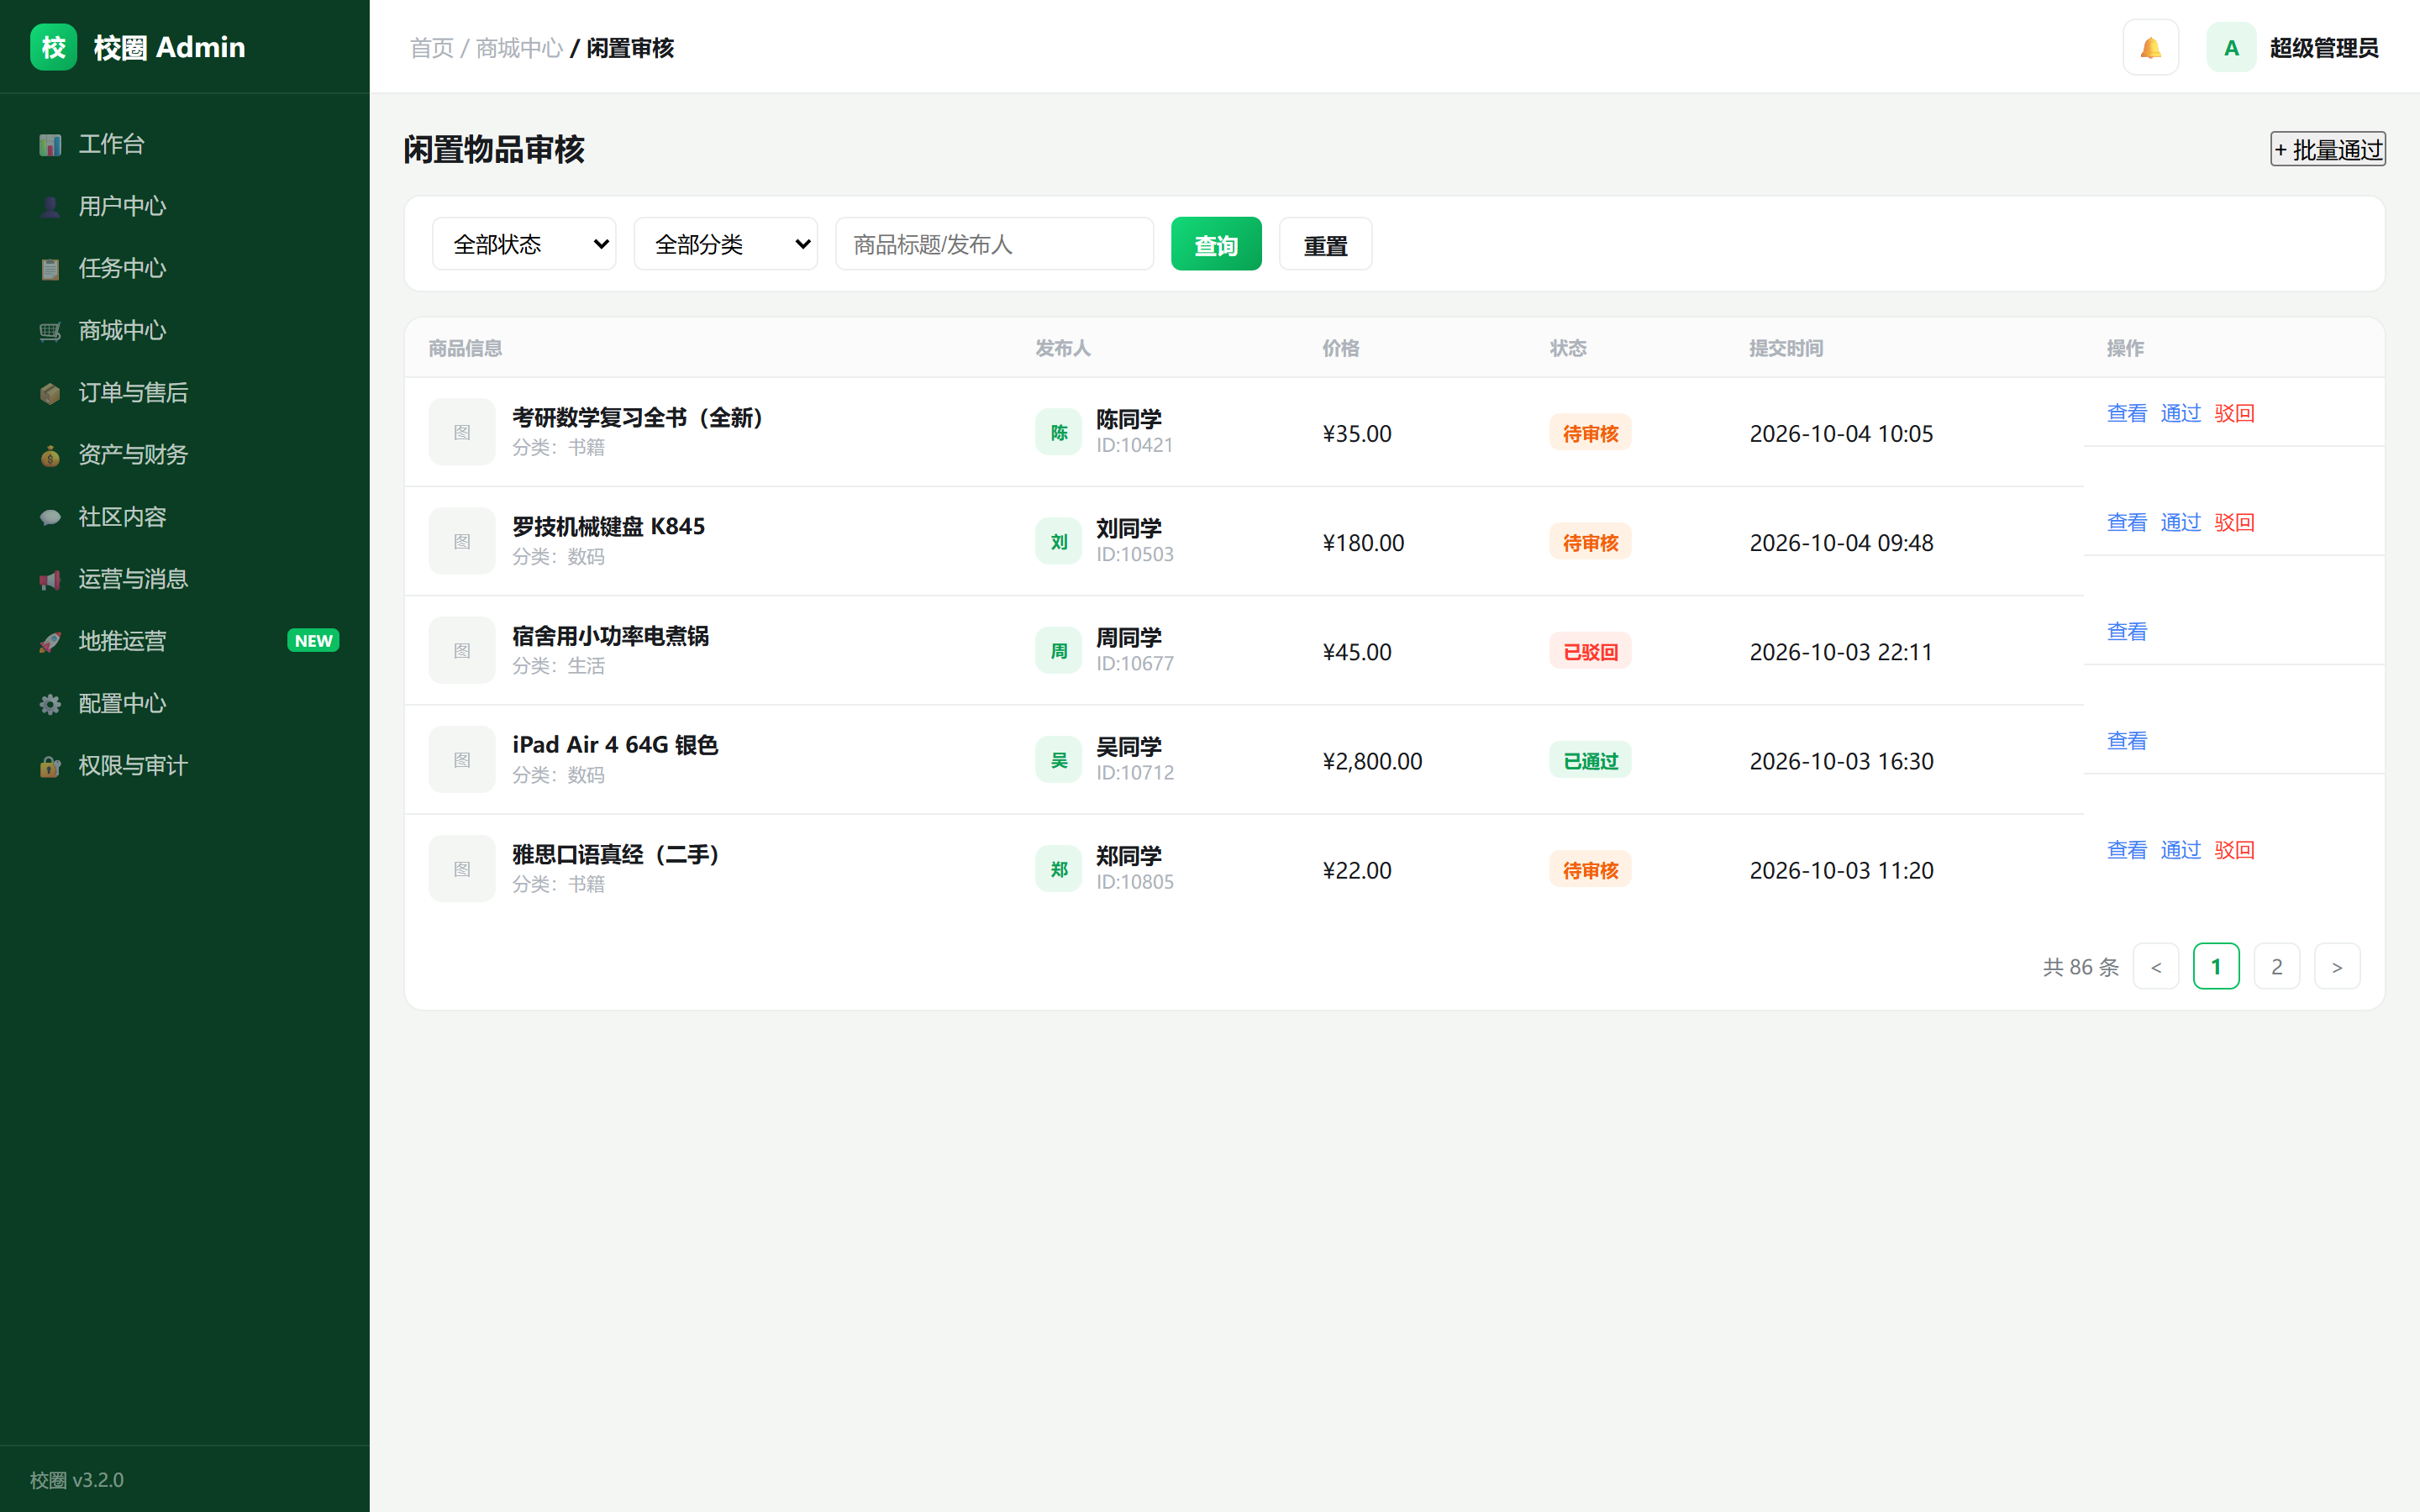 校 校圈 Admin
首页 / 商城中心 / 闲置审核
A 超级管理员
工作台
用户中心
任务中心
商城中心
订单与售后
资产与财务
社区内容
运营与消息
地推运营 NEW
配置中心
权限与审计
校圈 v3.2.0
闲置物品审核
+ 批量通过
全部状态 全部分类 商品标题/发布人 查询 重置
商品信息 发布人 价格 状态 提交时间 操作
图 考研数学复习全书（全新） 陈 陈同学 ¥35.00 待审核 2026-10-04 10:05 查看 通过 驳回
分类：书籍 ID:10421
图 罗技机械键盘 K845 刘 刘同学 ¥180.00 待审核 2026-10-04 09:48 查看 通过 驳回
分类：数码 ID:10503
图 宿舍用小功率电煮锅 周 周同学 ¥45.00 已驳回 2026-10-03 22:11 查看
分类：生活 ID:10677
图 iPad Air 4 64G 银色 吴 吴同学 ¥2,800.00 已通过 2026-10-03 16:30 查看
分类：数码 ID:10712
图 雅思口语真经（二手） 郑 郑同学 ¥22.00 待审核 2026-10-03 11:20 查看 通过 驳回
分类：书籍 ID:10805
共 86 条 < 1 2 >